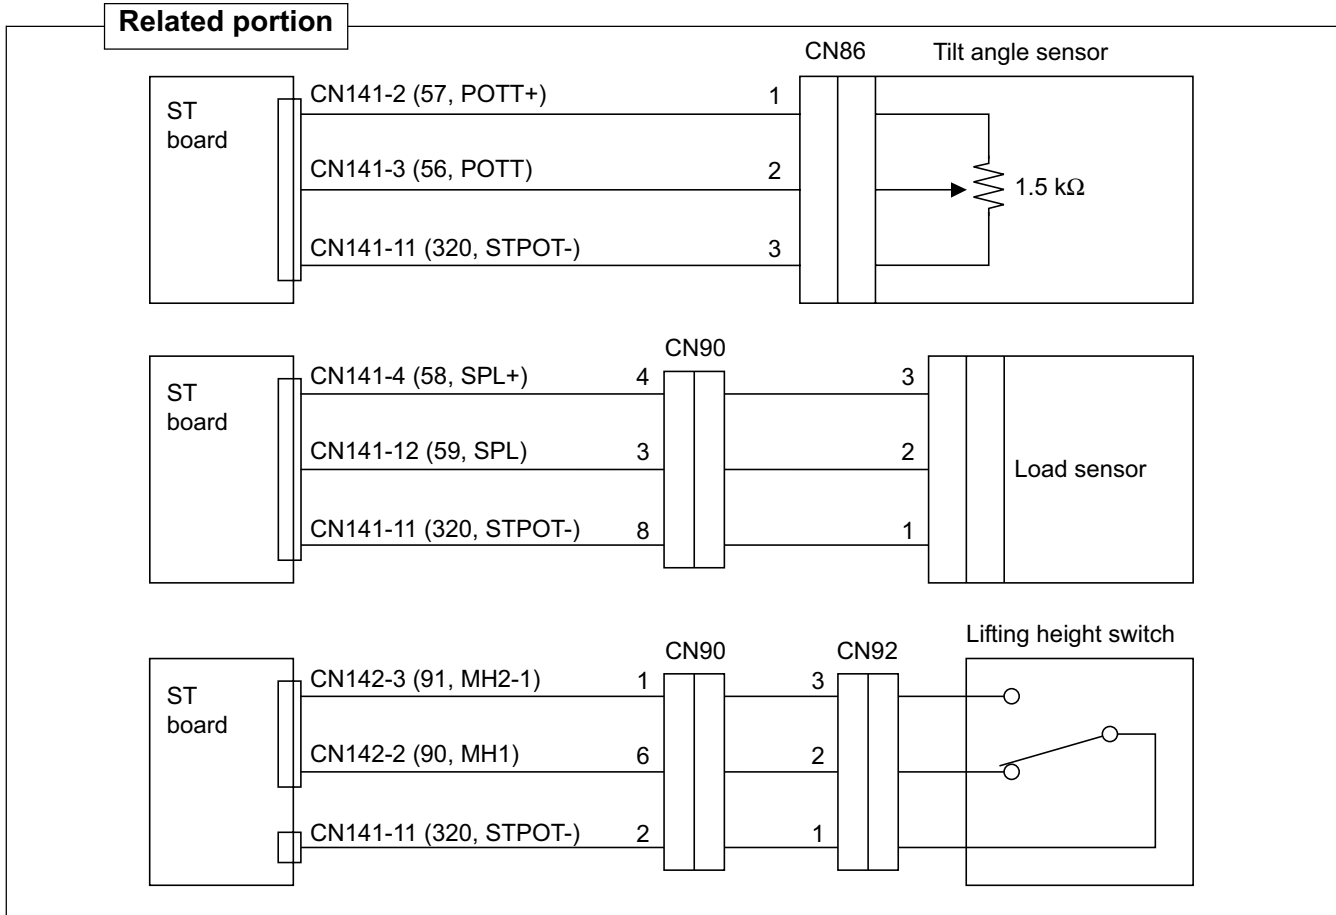 Related portion
CN86 Tilt angle sensor
ST
board
CN141-2 (57, POTT+) 1
CN141-3 (56, POTT) 2
1.5 kΩ
CN141-11 (320, STPOT-) 3
CN90
ST
board
CN141-4 (58, SPL+) 4 3
CN141-12 (59, SPL) 3 2
Load sensor
CN141-11 (320, STPOT-) 8 1
Lifting height switch
CN90 CN92
ST
board
CN142-3 (91, MH2-1) 1 3
CN142-2 (90, MH1) 6 2
CN141-11 (320, STPOT-) 2 1